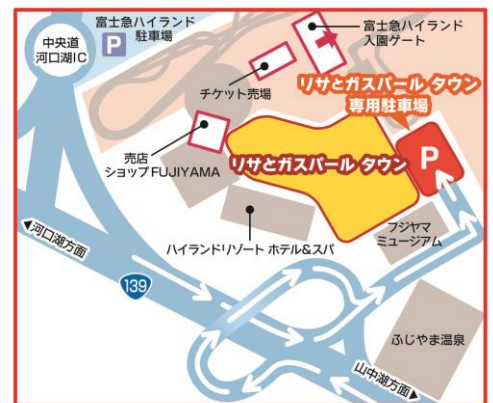 中央道
河口湖IC
P
富士急ハイランド
駐車場
富士急ハイランド
入園ゲート
チケット売場
リサとガスパール タウン
専用駐車場
P
売店
ショップFUJIYAMA
リサとガスパール タウン
ハイランドリゾート ホテル&スパ
フジヤマ
ミュージアム
◀河口湖方面
139
ふじやま温泉
山中湖方面▶